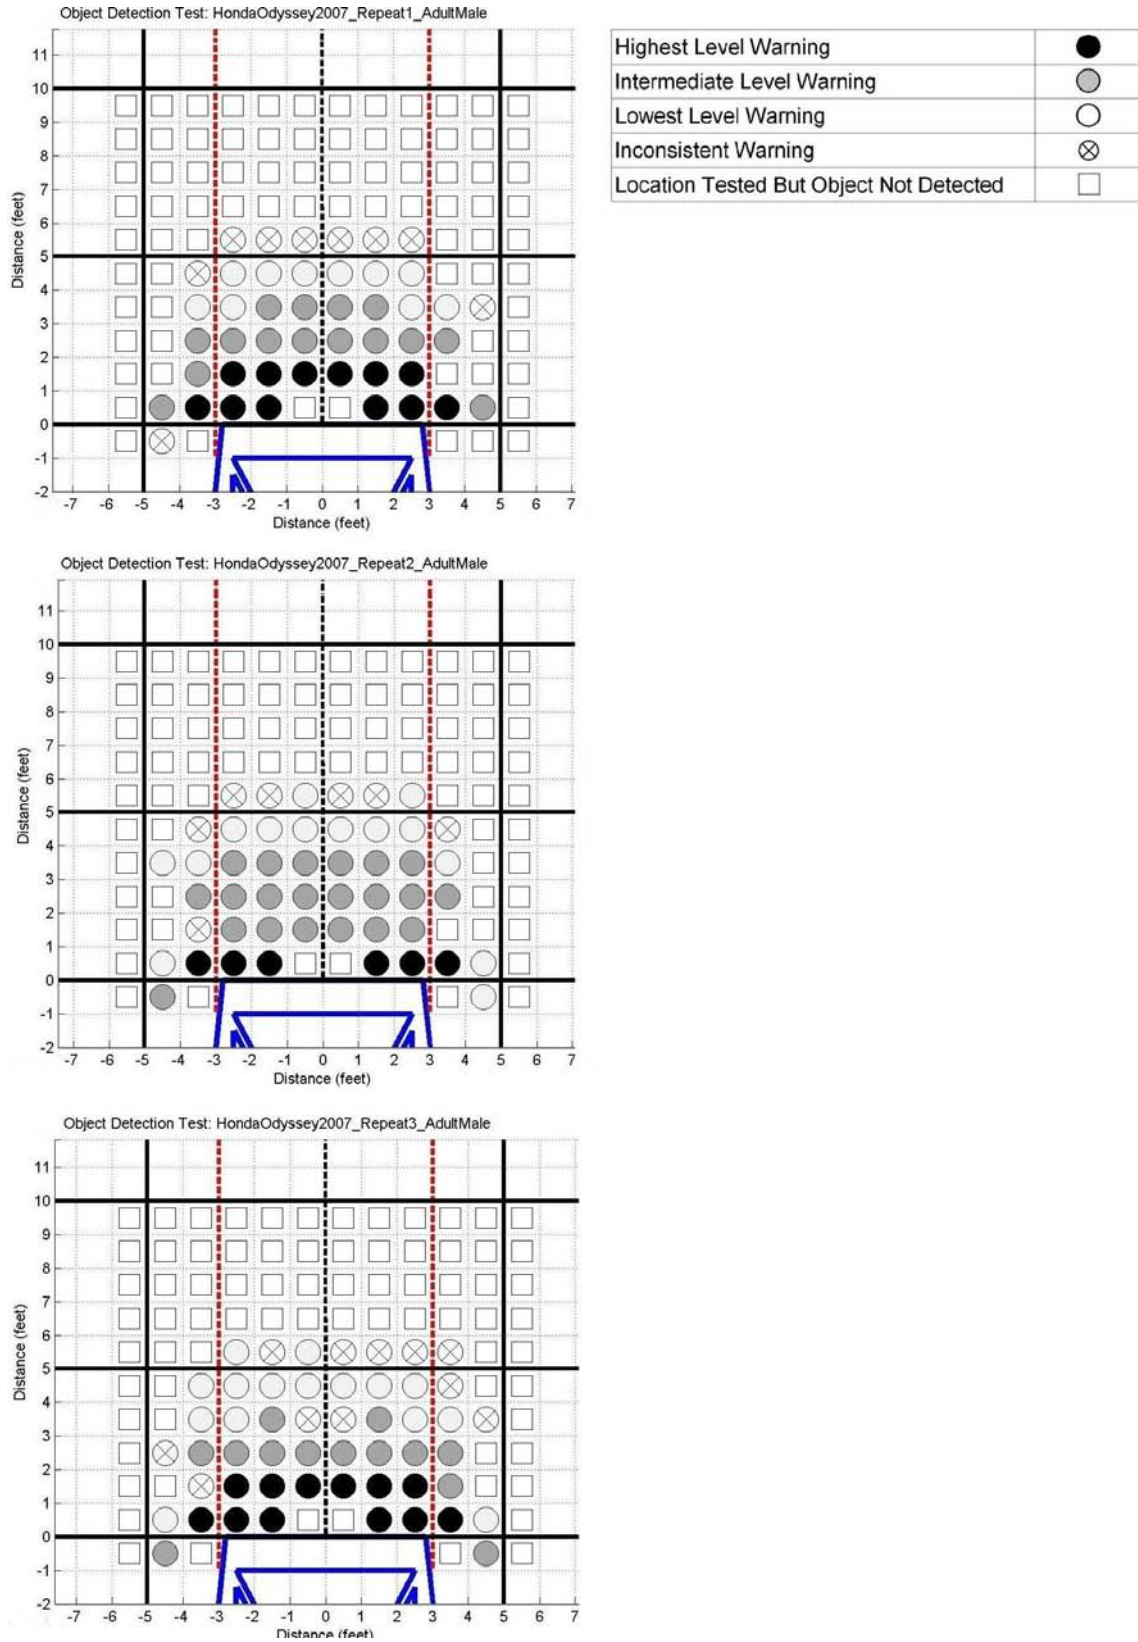 Object Detection Test: HondaOdyssey2007_Repeat1_AdultMale
11
10
9
8
7
6
5
4
3
2
1
0
-1
-2
Distance (feet)
-7 -6 -5 -4 -3 -2 -1 0 1 2 3 4 5 6 7
Distance (feet)
Highest Level Warning
Intermediate Level Warning
Lowest Level Warning
Inconsistent Warning
Location Tested But Object Not Detected
Object Detection Test: HondaOdyssey2007_Repeat2_AdultMale
11
10
9
8
7
6
5
4
3
2
1
0
-1
-2
Distance (feet)
-7 -6 -5 -4 -3 -2 -1 0 1 2 3 4 5 6 7
Distance (feet)
Object Detection Test: HondaOdyssey2007_Repeat3_AdultMale
11
10
9
8
7
6
5
4
3
2
1
0
-1
-2
Distance (feet)
-7 -6 -5 -4 -3 -2 -1 0 1 2 3 4 5 6 7
Distance (feet)